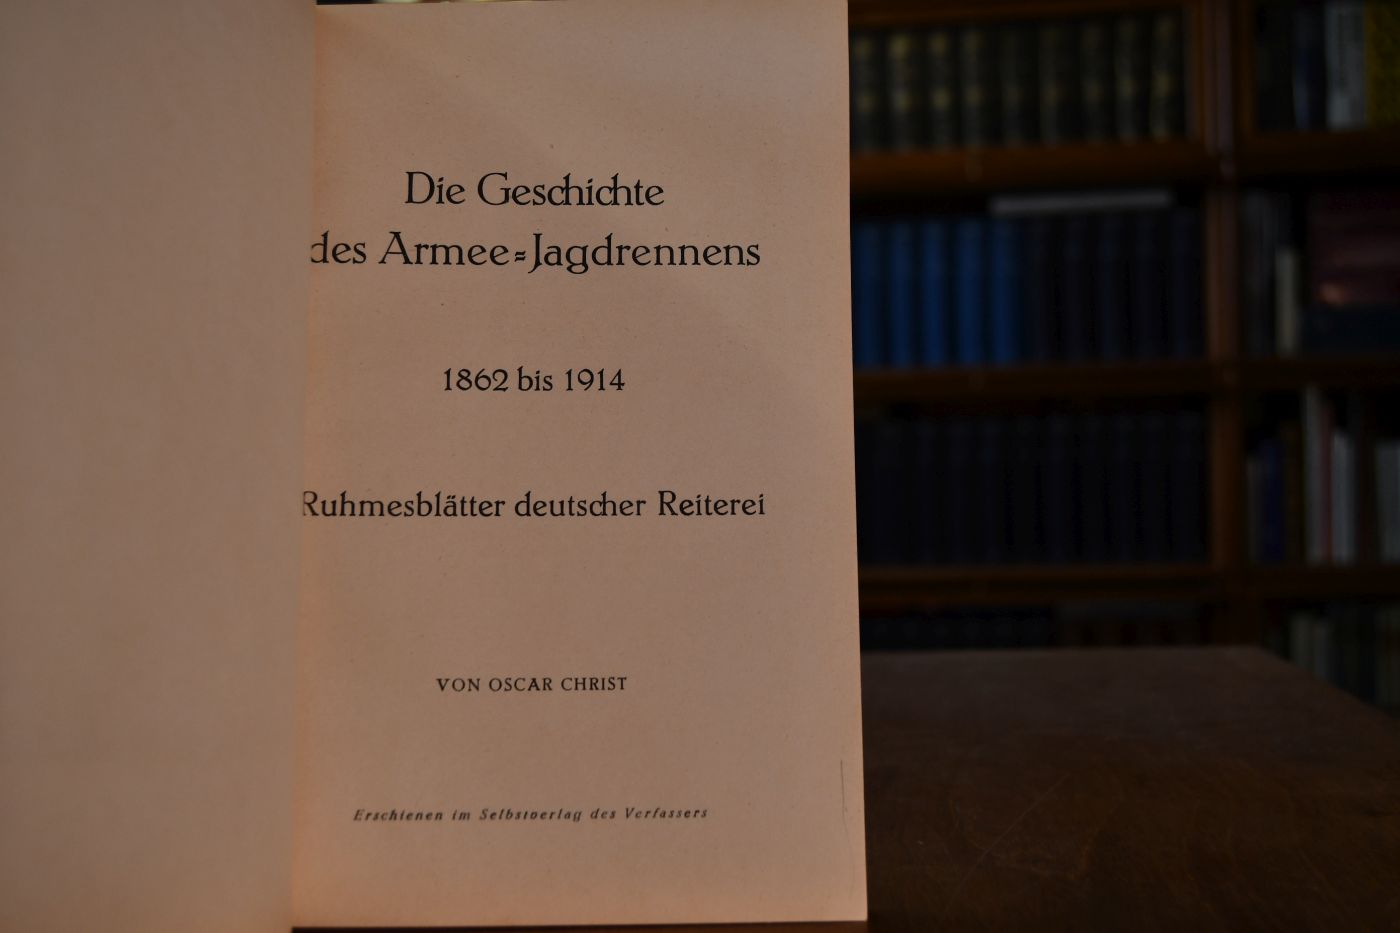 Die Geschichte
des Armee=Jagdrennens
1862 bis 1914
Ruhmesblätter deutscher Reiterei
VON OSCAR CHRIST
Erschienen im Selbstverlag des Verfassers